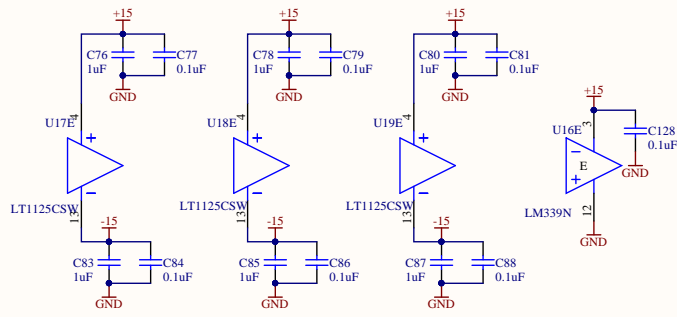 +15 +15 +15
C76 C77 C78 C79 C80 C81
1uF 0.1uF 1uF 0.1uF 1uF 0.1uF
GND GND GND +15
4 4 4 3
U17E U18E U19E U16E C128
0.1uF
E GND
LT1125CSW LT1125CSW LT1125CSW LM339N
13 13 13 12
-15 -15 -15 GND
C83 C84 C85 C86 C87 C88
1uF 0.1uF 1uF 0.1uF 1uF 0.1uF
GND GND GND